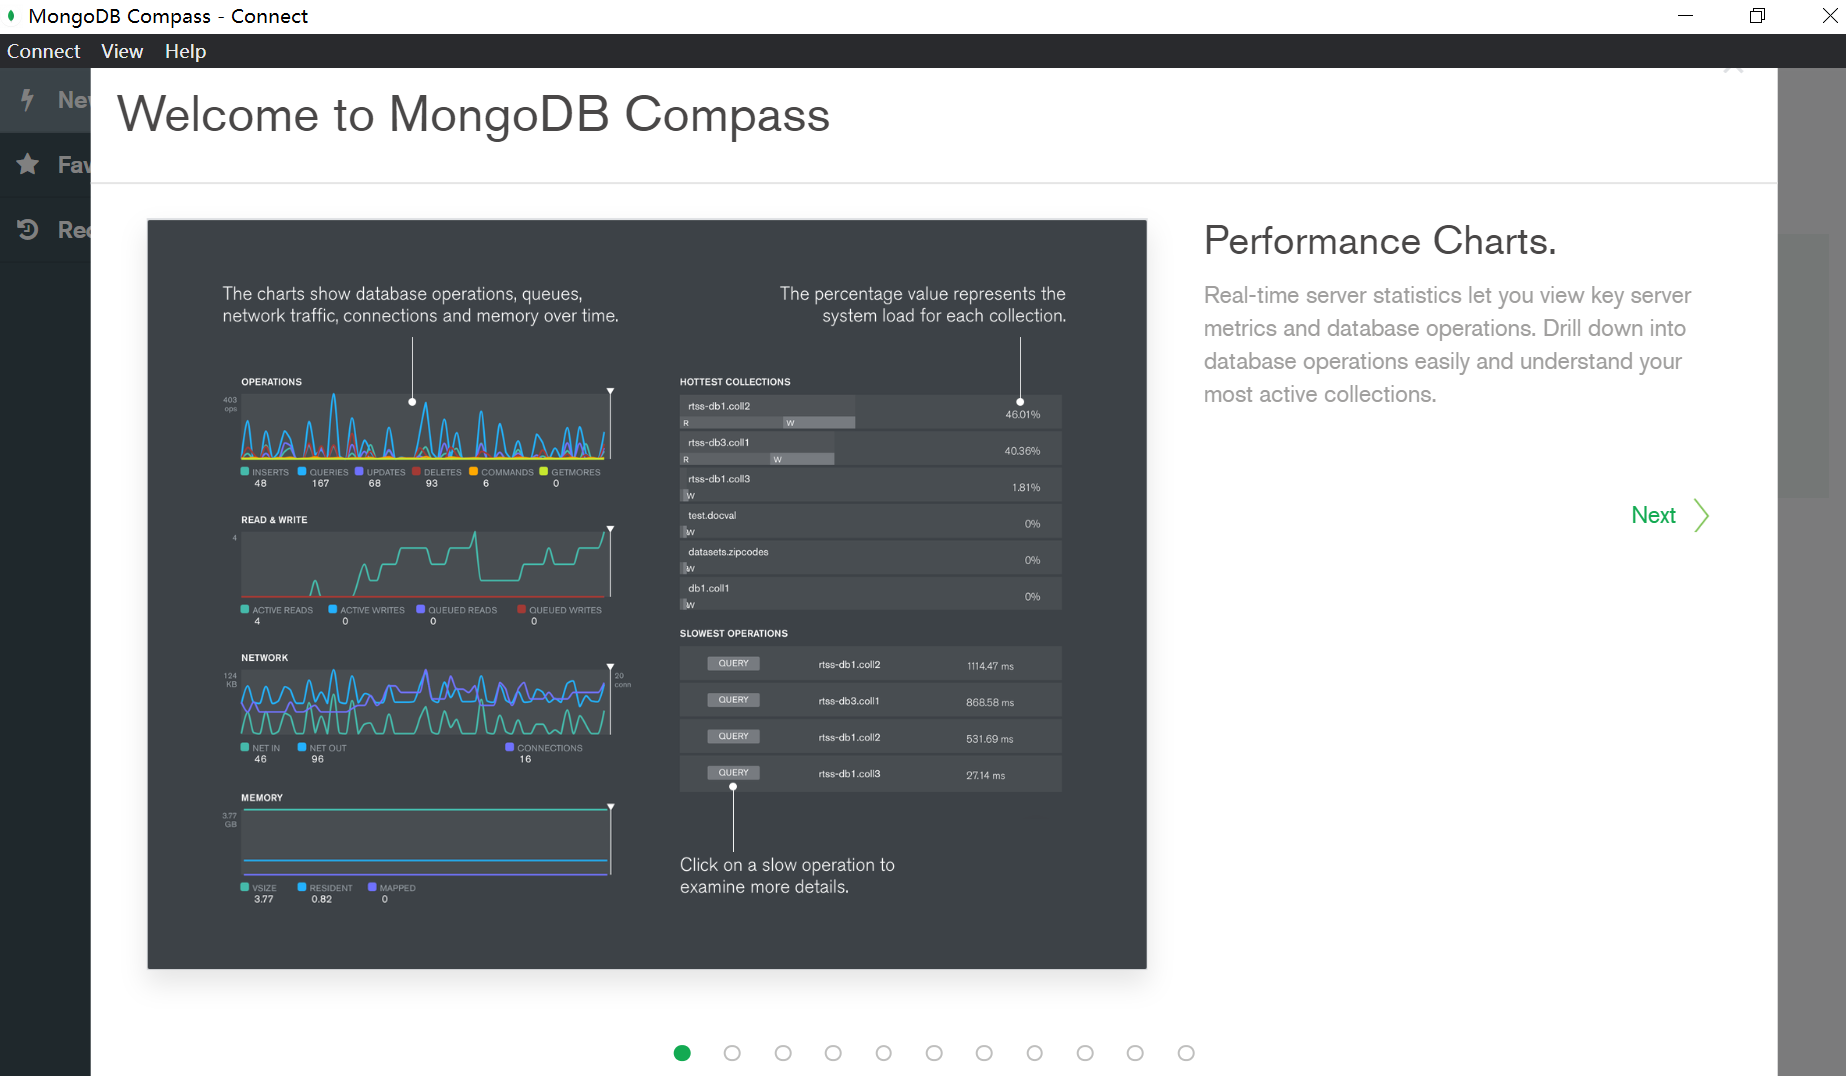 MongoDB Compass - Connect
Connect View Help
Welcome to MongoDB Compass
The charts show database operations, queues,
network traffic, connections and memory over time.
The percentage value represents the
system load for each collection.
OPERATIONS
403
ops
INSERTS QUERIES UPDATES DELETES COMMANDS GETMORES
48 167 68 93 6 0
READ & WRITE
4
ACTIVE READS ACTIVE WRITES QUEUED READS QUEUED WRITES
4 0 0 0
NETWORK
124
KB
20
conn
NET IN NET OUT CONNECTIONS
46 96 16
MEMORY
3.77
GB
VSIZE RESIDENT MAPPED
3.77 0.82 0
HOTTEST COLLECTIONS
rtss-db1.coll2
46.01%
R W
rtss-db3.coll1
40.36%
R W
rtss-db1.coll3
1.81%
W
test.docval
0%
W
datasets.zipcodes
0%
W
db1.coll1
0%
W
SLOWEST OPERATIONS
QUERY rtss-db1.coll2 1114.47 ms
QUERY rtss-db3.coll1 868.58 ms
QUERY rtss-db1.coll2 531.69 ms
QUERY rtss-db1.coll3 27.14 ms
Click on a slow operation to
examine more details.
Performance Charts.
Real-time server statistics let you view key server
metrics and database operations. Drill down into
database operations easily and understand your
most active collections.
Next